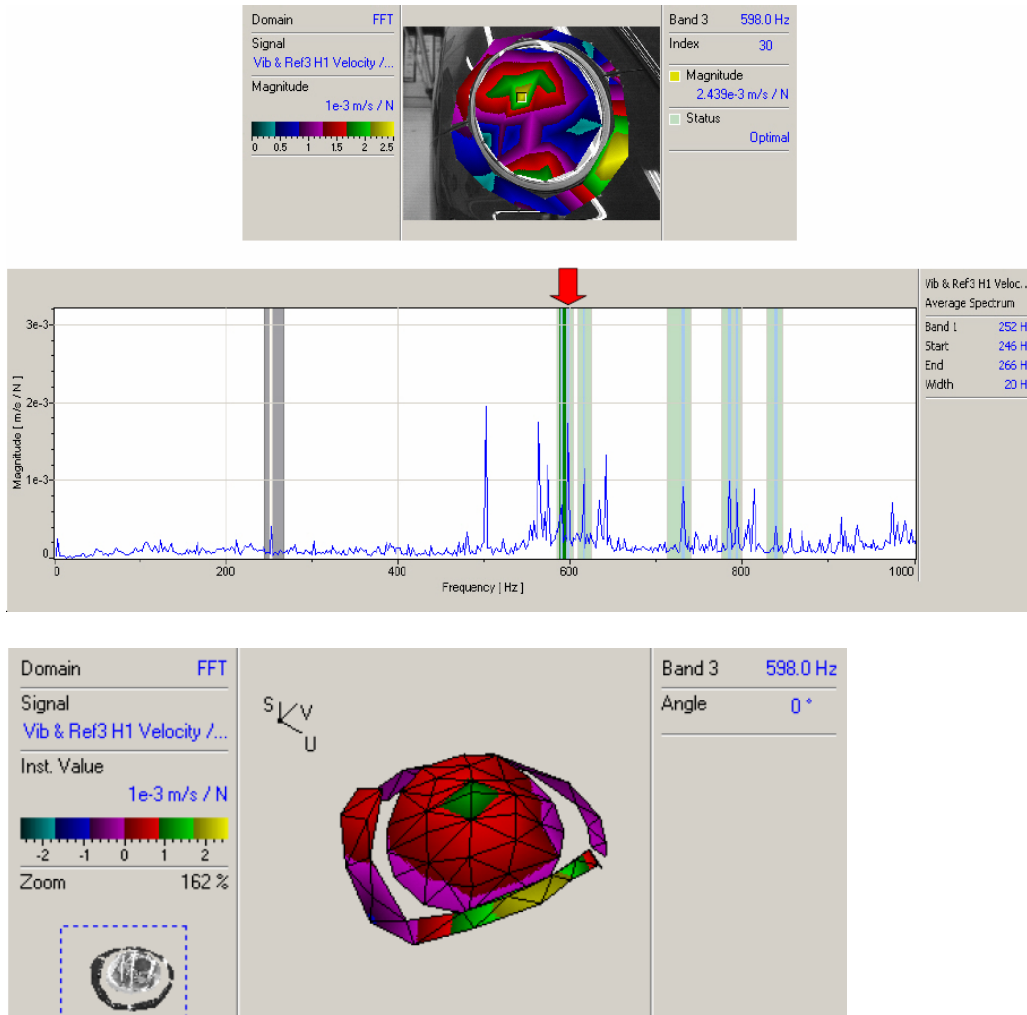 Domain FFT
Signal
Vib & Ref3 H1 Velocity /...
Magnitude
1e-3 m/s / N
0 0.5 1 1.5 2 2.5
Band 3 598.0 Hz
Index 30
Magnitude
2.439e-3 m/s / N
Status
Optimal
3e-3
2e-3
1e-3
0
Magnitude [ m/s / N ]
0 200 400 600 800 1000
Frequency [ Hz ]
Vib & Ref3 H1 Veloc...
Average Spectrum
Band 1 252 H
Start 246 H
End 266 H
Width 20 H
Domain FFT
Signal
Vib & Ref3 H1 Velocity /...
Inst. Value
1e-3 m/s / N
-2 -1 0 1 2
Zoom 162 %
S V
U
Band 3 598.0 Hz
Angle 0 °